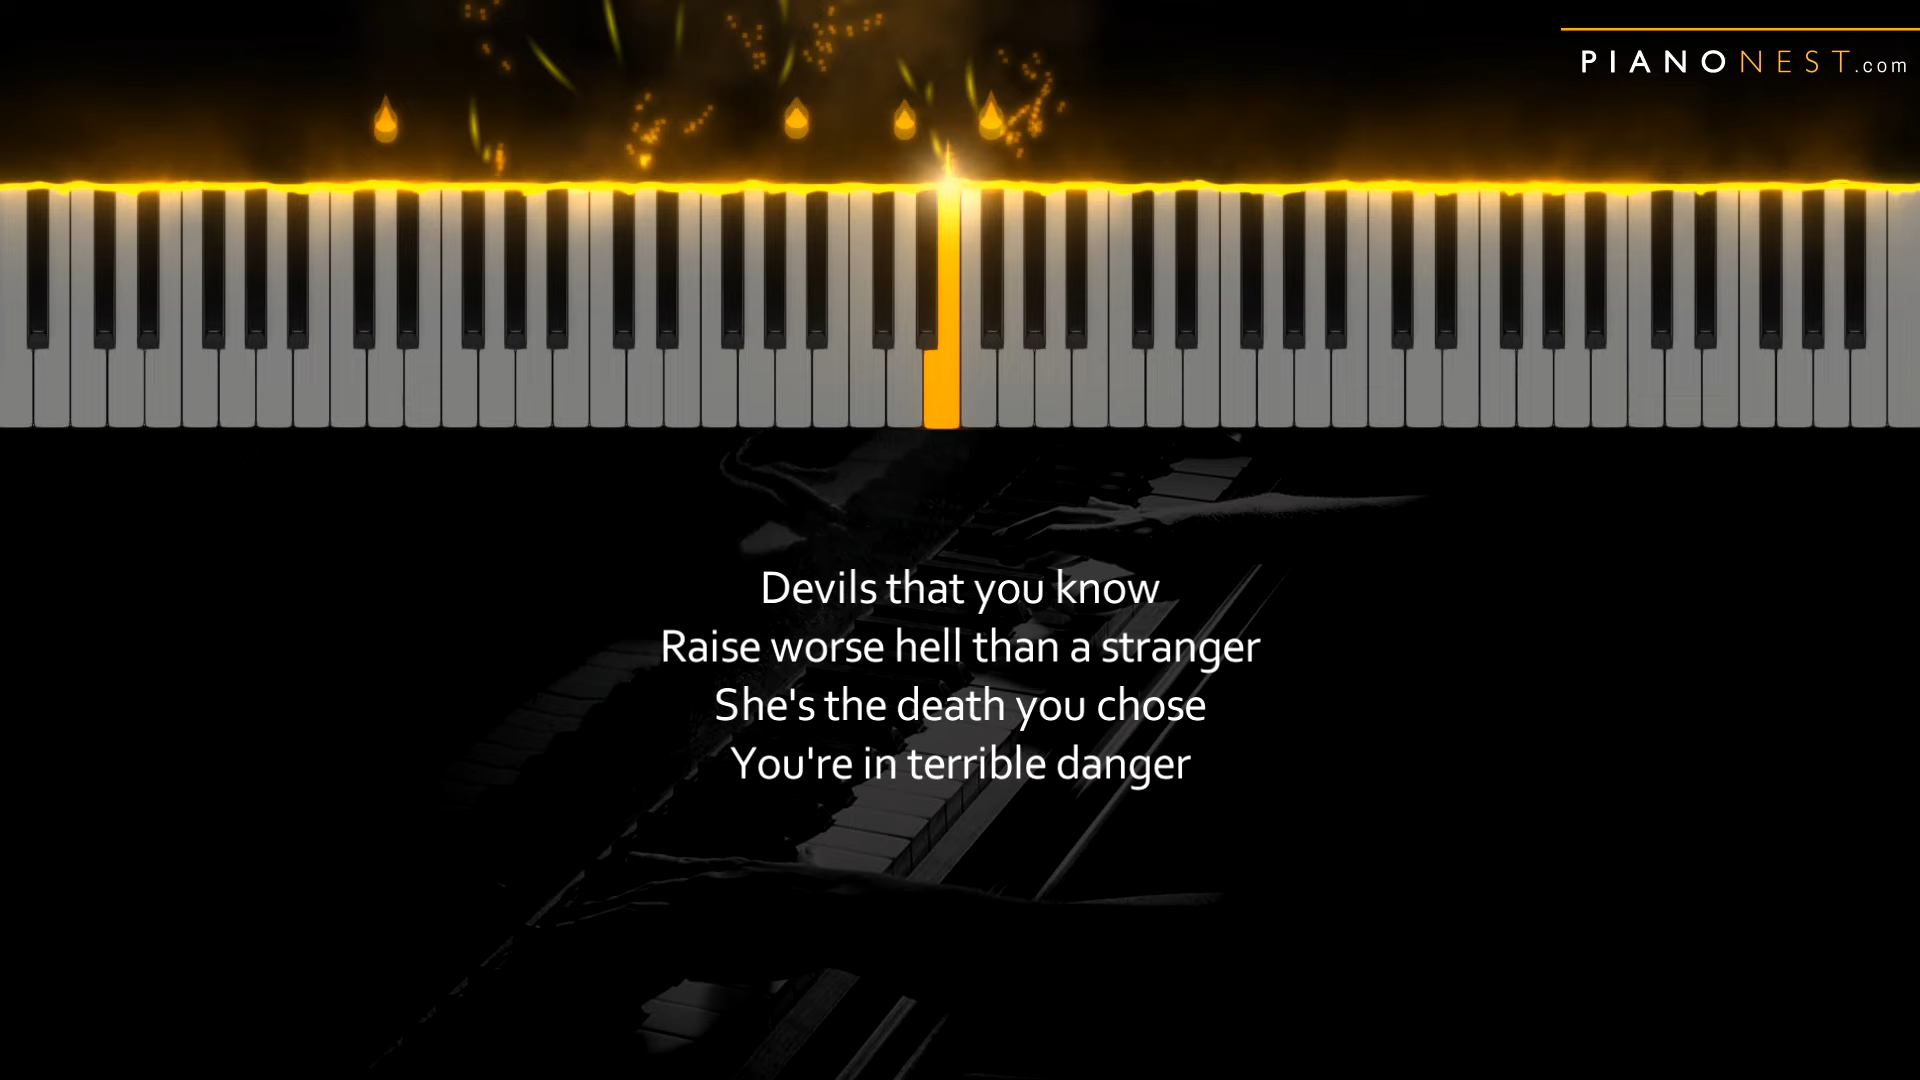 PIANONEST.com
Devils that you know
Raise worse hell than a stranger
She's the death you chose
You're in terrible danger